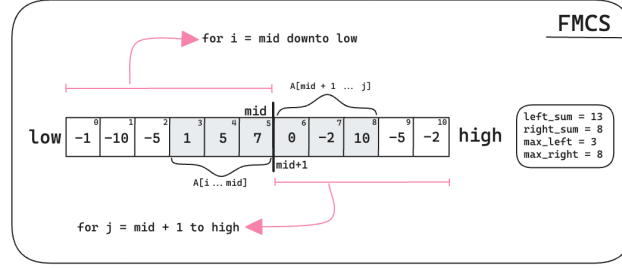 FMCS
for i = mid downto low
A[mid + 1 ... j]
mid
0 1 2 3 4 5 6 7 8 9 10
low -1 -10 -5 1 5 7 0 -2 10 -5 -2 high
mid+1
A[i ... mid]
left_sum = 13
right_sum = 8
max_left = 3
max_right = 8
for j = mid + 1 to high